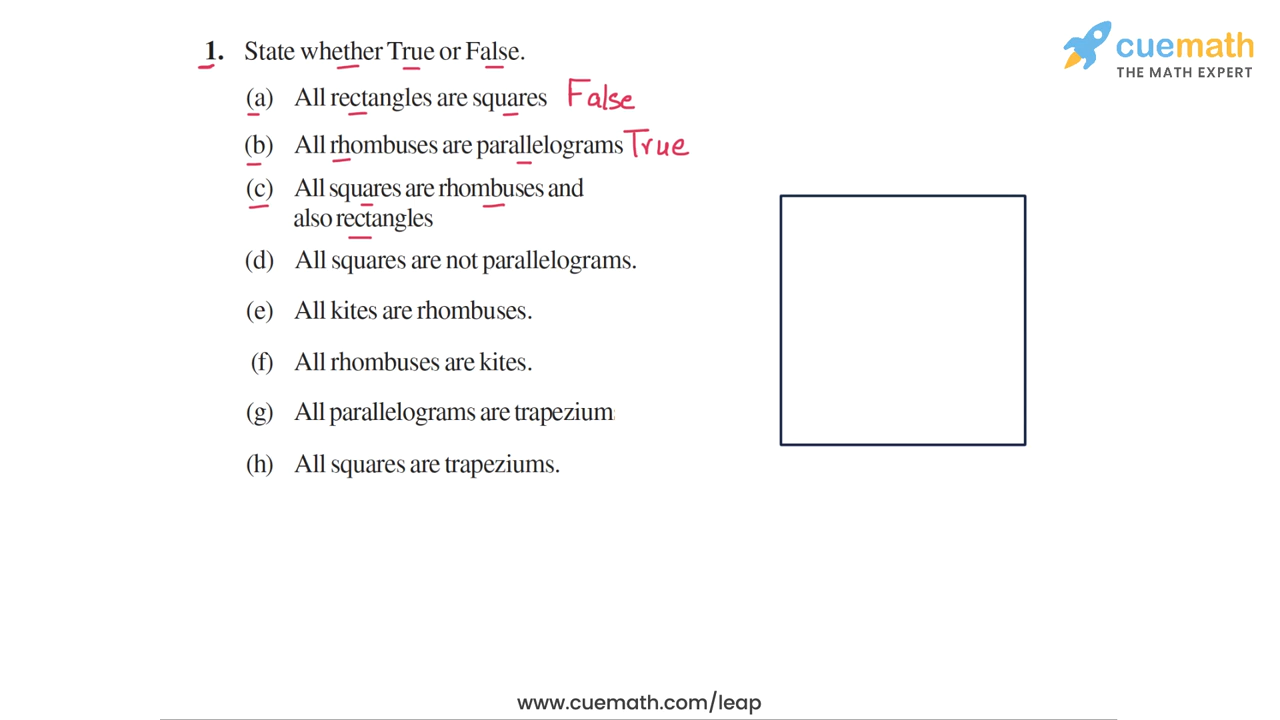 1. State whether True or False.
(a) All rectangles are squares False
(b) All rhombuses are parallelograms True
(c) All squares are rhombuses and
also rectangles
(d) All squares are not parallelograms.
(e) All kites are rhombuses.
(f) All rhombuses are kites.
(g) All parallelograms are trapezium
(h) All squares are trapeziums.
cuemath
THE MATH EXPERT
www.cuemath.com/leap